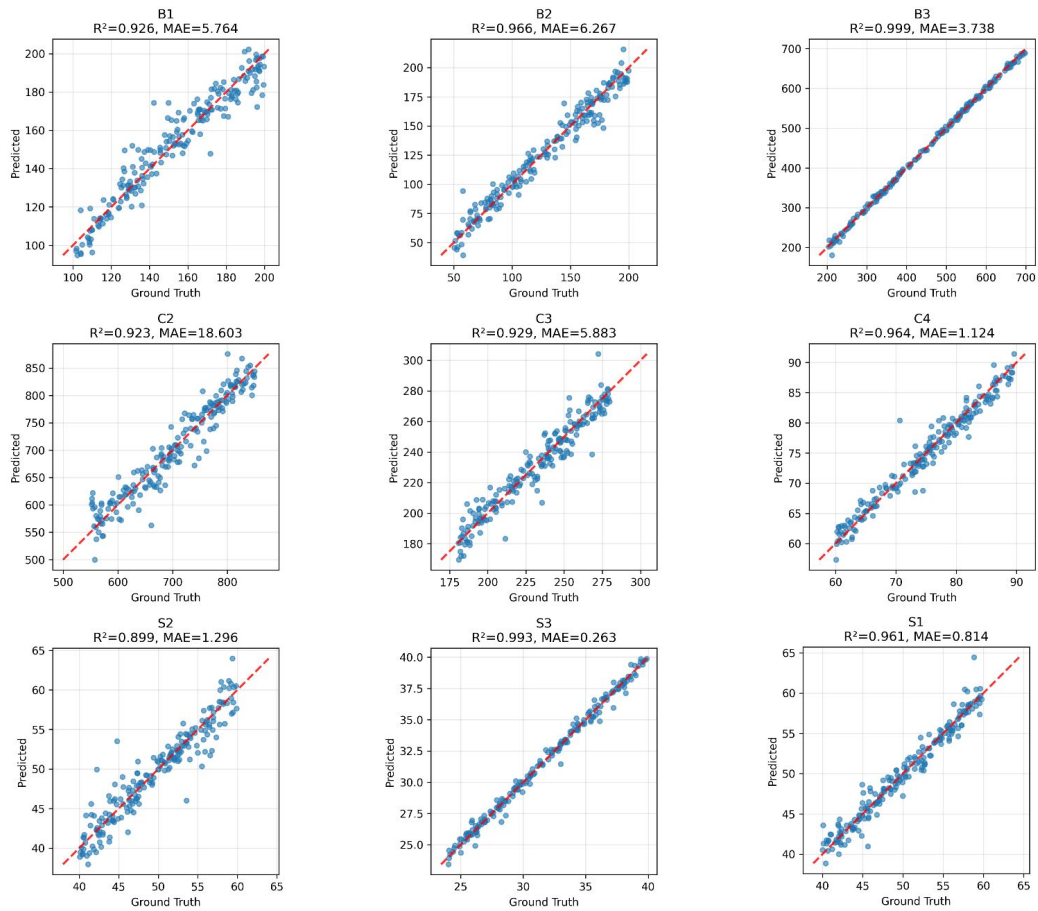 B1
R²=0.926, MAE=5.764
200
180
160
140
120
100
Predicted
100 120 140 160 180 200
Ground Truth
B2
R²=0.966, MAE=6.267
200
175
150
125
100
75
50
Predicted
50 100 150 200
Ground Truth
B3
R²=0.999, MAE=3.738
700
600
500
400
300
200
Predicted
200 300 400 500 600 700
Ground Truth
C2
R²=0.923, MAE=18.603
850
800
750
700
650
600
550
500
Predicted
500 600 700 800
Ground Truth
C3
R²=0.929, MAE=5.883
300
280
260
240
220
200
180
Predicted
175 200 225 250 275 300
Ground Truth
C4
R²=0.964, MAE=1.124
90
85
80
75
70
65
60
Predicted
60 70 80 90
Ground Truth
S2
R²=0.899, MAE=1.296
65
60
55
50
45
40
Predicted
40 45 50 55 60 65
Ground Truth
S3
R²=0.993, MAE=0.263
40.0
37.5
35.0
32.5
30.0
27.5
25.0
Predicted
25 30 35 40
Ground Truth
S1
R²=0.961, MAE=0.814
65
60
55
50
45
40
Predicted
40 45 50 55 60 65
Ground Truth